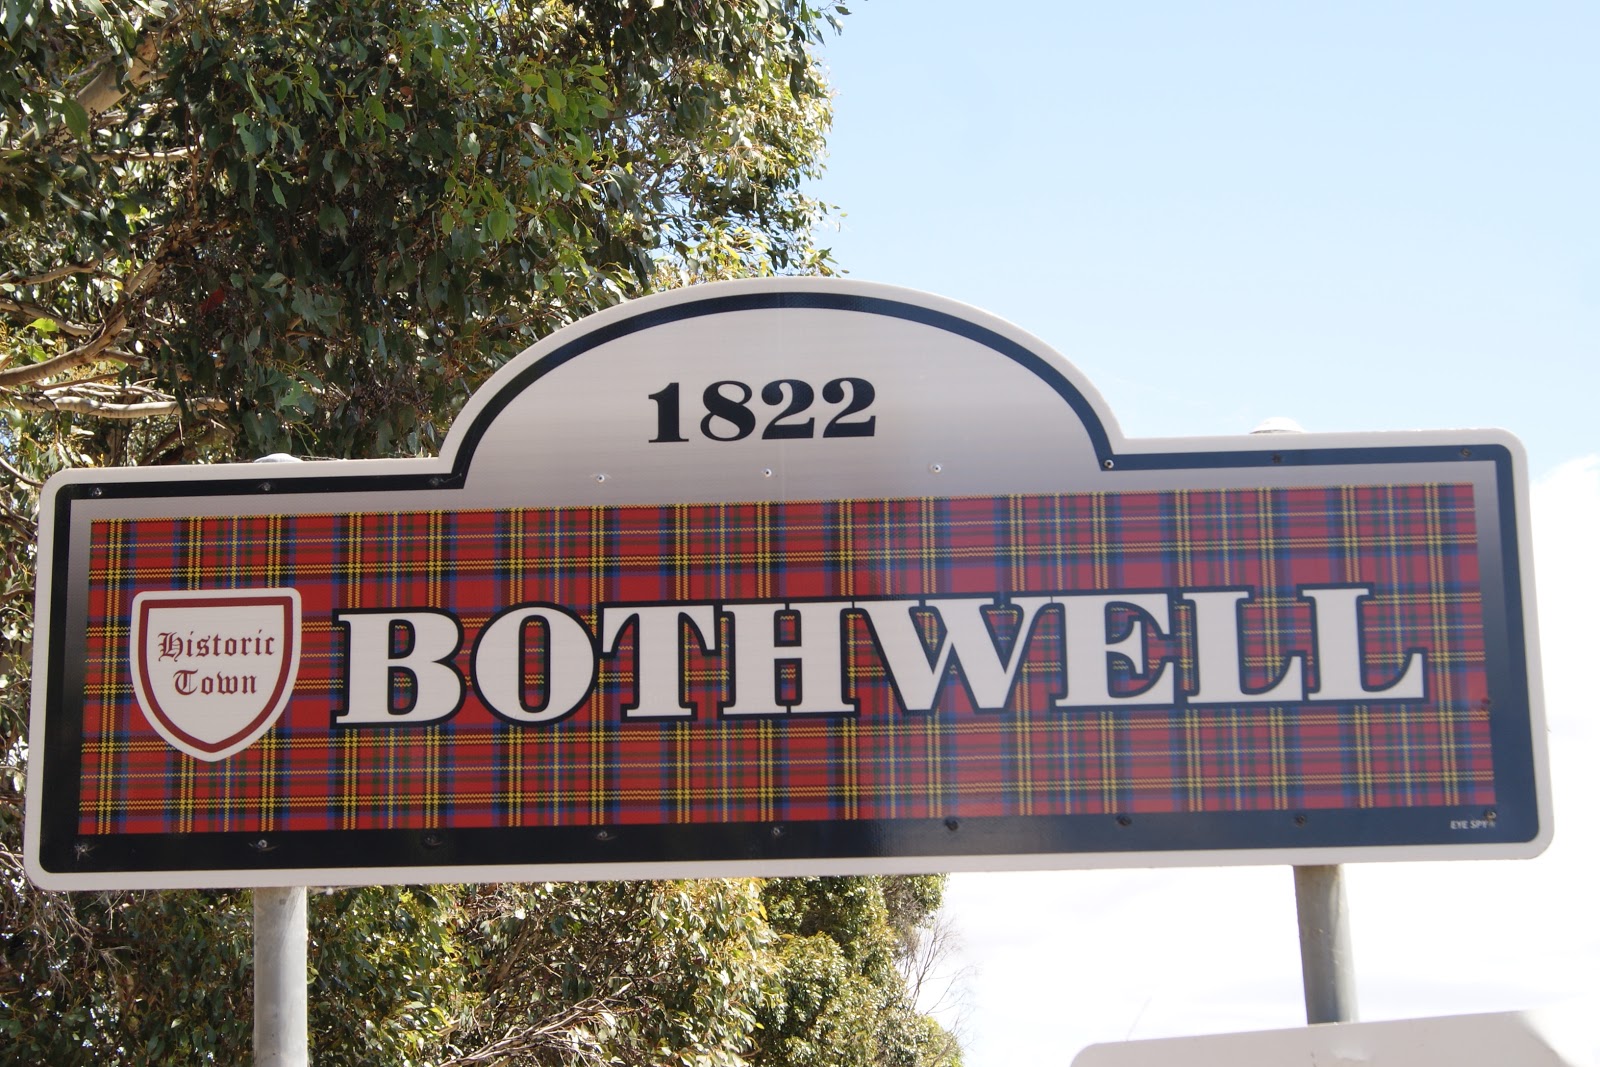 1822
Historic
Town
BOTHWELL
EYE SPY